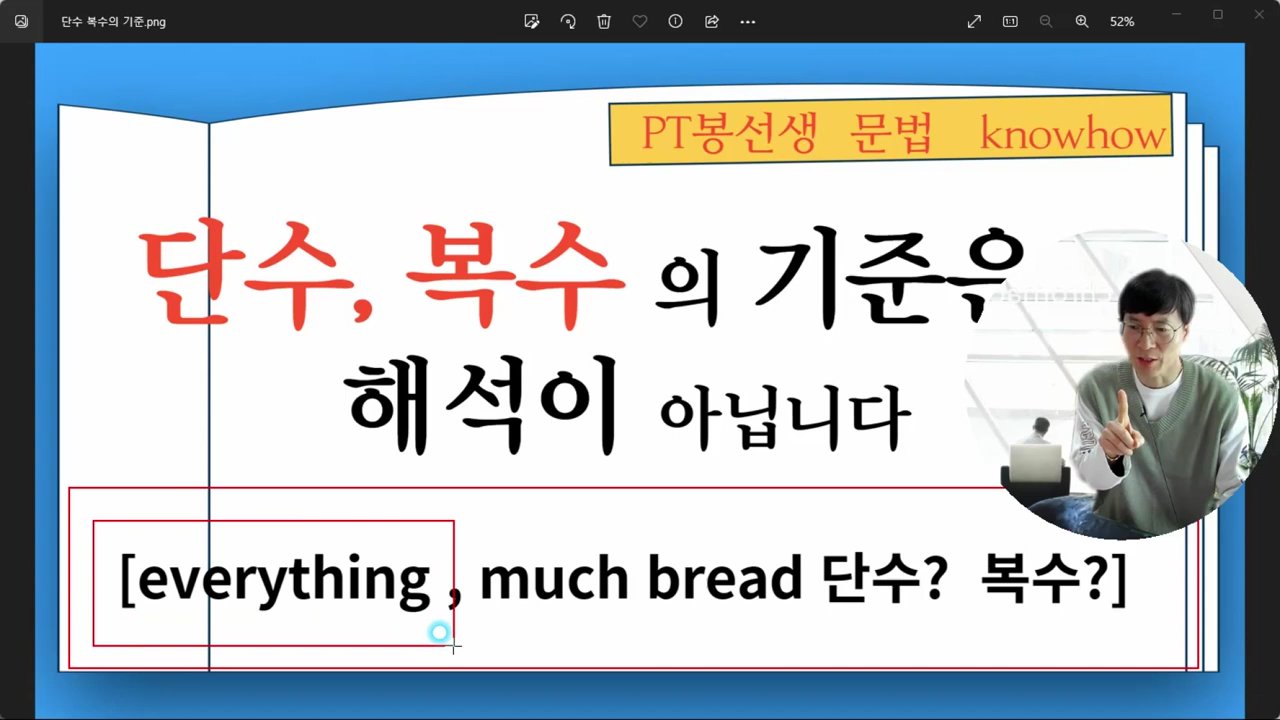 단수 복수의 기준.png
52%
PT봉선생 문법 knowhow
단수, 복수 의 기준은
해석이 아닙니다
[everything , much bread 단수? 복수?]